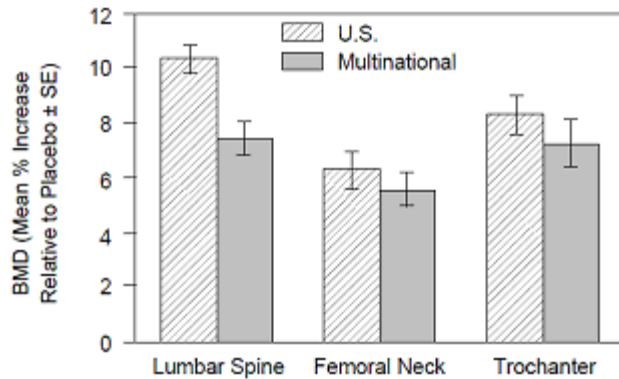 BMD (Mean % Increase
Relative to Placebo ± SE)
12
10
8
6
4
2
0
U.S.
Multinational
Lumbar Spine
Femoral Neck
Trochanter